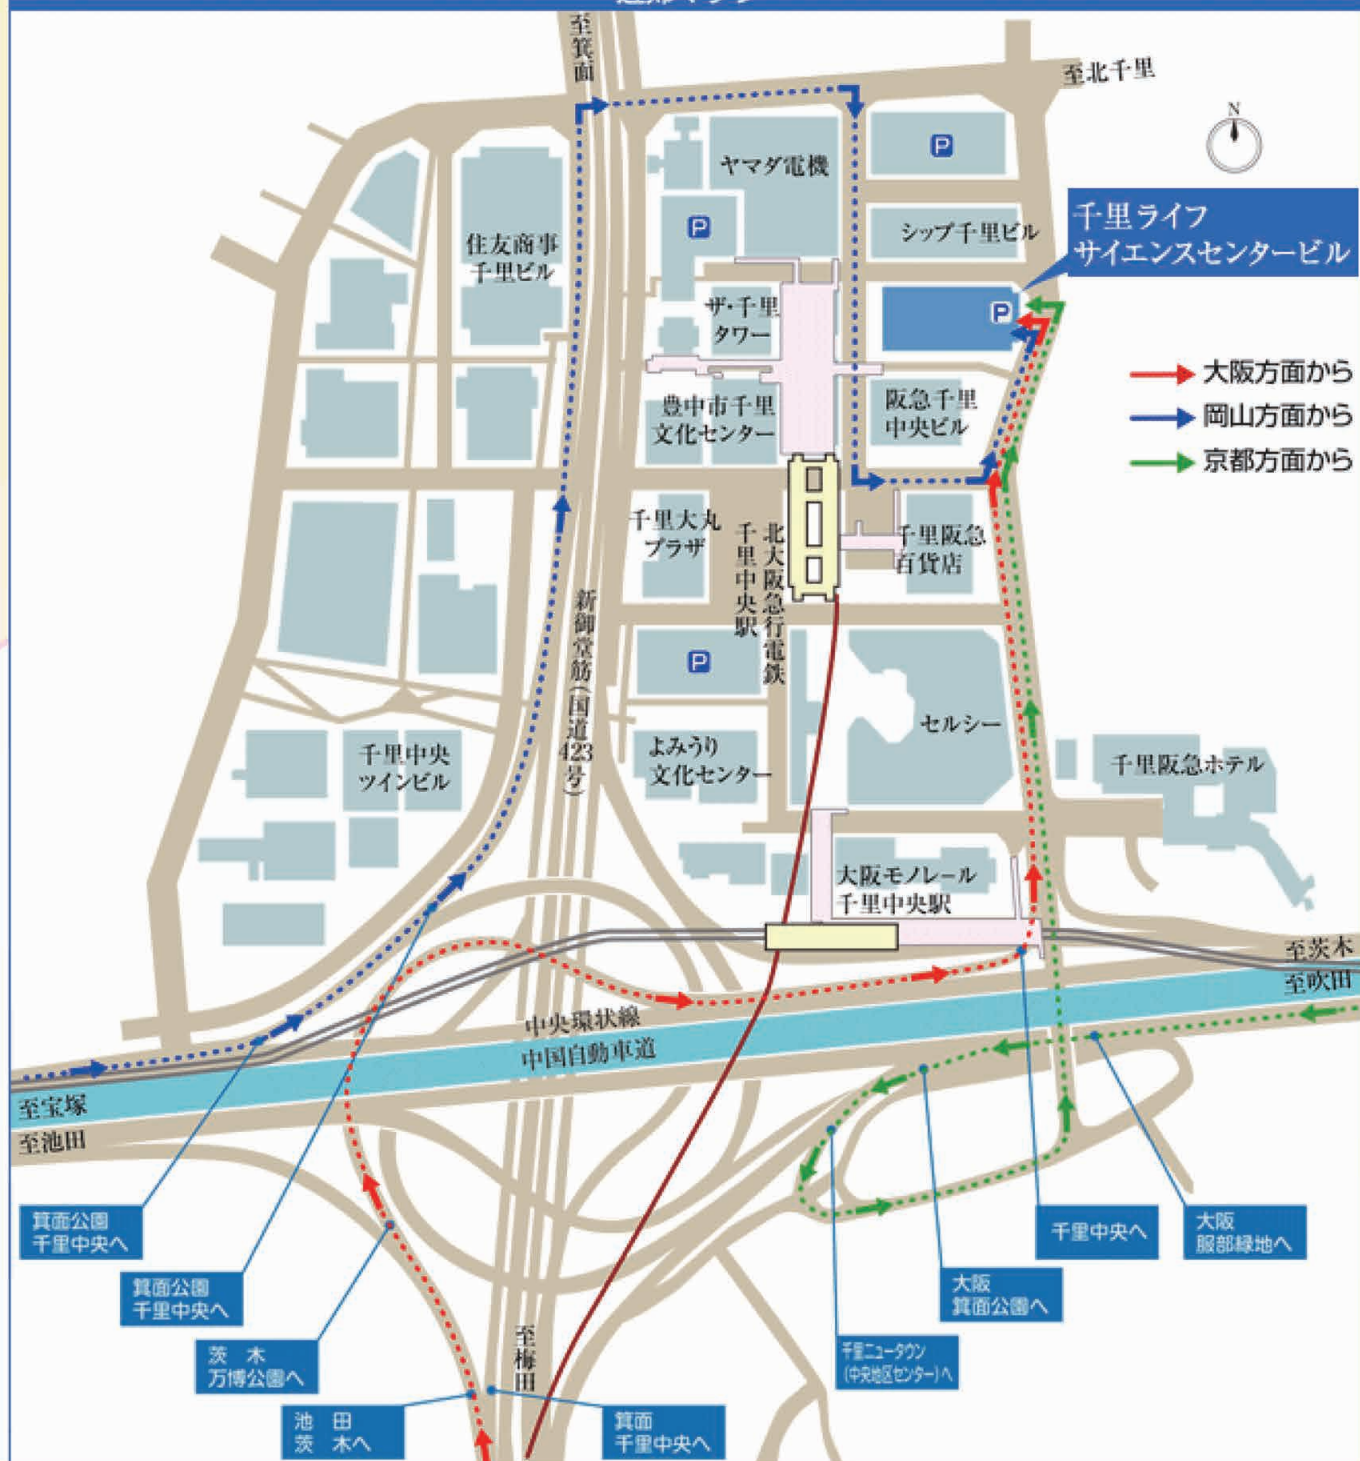 至箕面
至北千里
N
P
ヤマダ電機
P
シップ千里ビル
千里ライフ
サイエンスセンタービル
住友商事
千里ビル
ザ・千里
タワー
P
大阪方面から
岡山方面から
京都方面から
豊中市千里
文化センター
阪急千里
中央ビル
千里大丸
プラザ
北大阪急行電鉄
千里中央駅
千里阪急
百貨店
新御堂筋(国道423号)
P
セルシー
千里中央
ツインビル
よみうり
文化センター
千里阪急ホテル
大阪モノレール
千里中央駅
至茨木
至吹田
中央環状線
中国自動車道
至宝塚
至池田
箕面公園
千里中央へ
箕面公園
千里中央へ
茨 木
万博公園へ
池 田
茨 木へ
至梅田
箕面
千里中央へ
千里ニュータウン
(中央地区センター)へ
大阪
箕面公園へ
千里中央へ
大阪
服部緑地へ